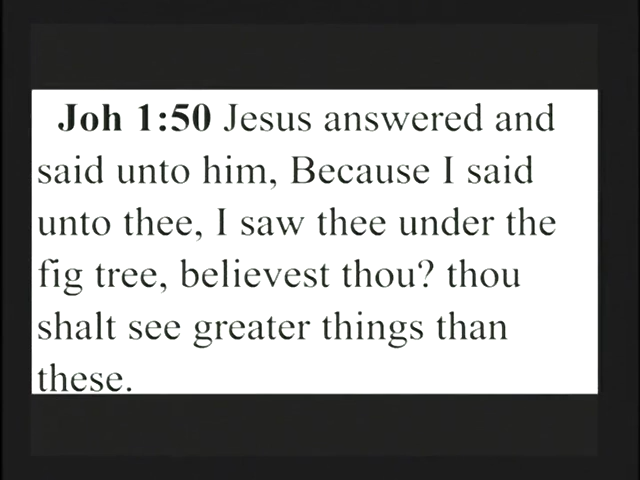 Joh 1:50 Jesus answered and
said unto him, Because I said
unto thee, I saw thee under the
fig tree, believest thou? thou
shalt see greater things than
these.